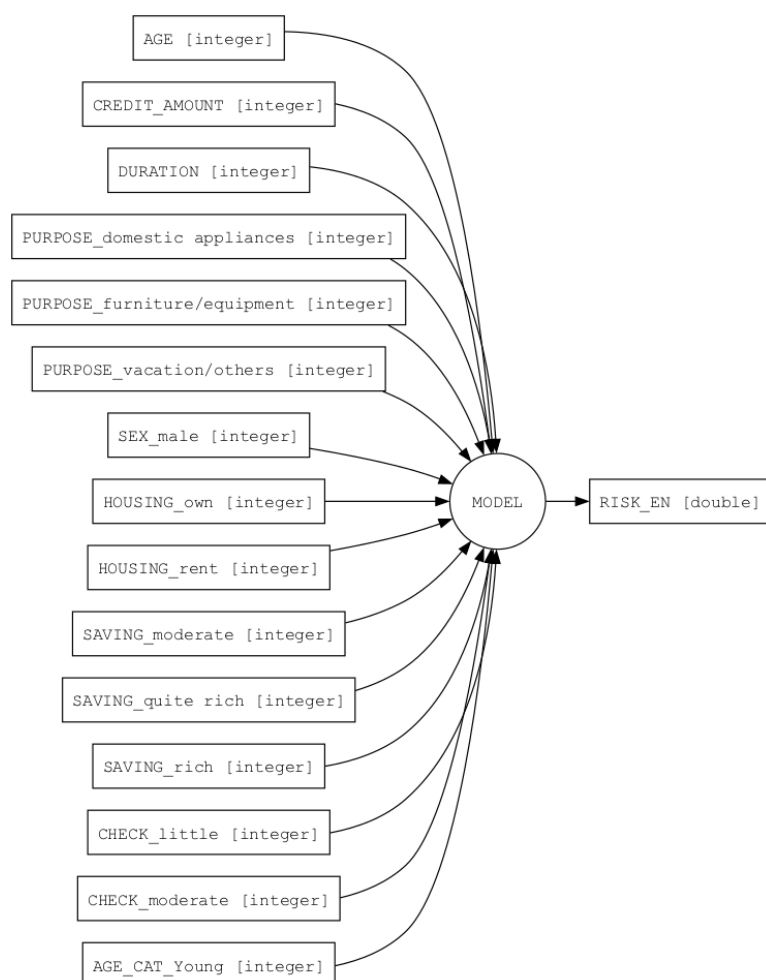 AGE [integer]
CREDIT_AMOUNT [integer]
DURATION [integer]
PURPOSE_domestic appliances [integer]
PURPOSE_furniture/equipment [integer]
PURPOSE_vacation/others [integer]
SEX_male [integer]
HOUSING_own [integer]
MODEL
RISK_EN [double]
HOUSING_rent [integer]
SAVING_moderate [integer]
SAVING_quite rich [integer]
SAVING_rich [integer]
CHECK_little [integer]
CHECK_moderate [integer]
AGE_CAT_Young [integer]